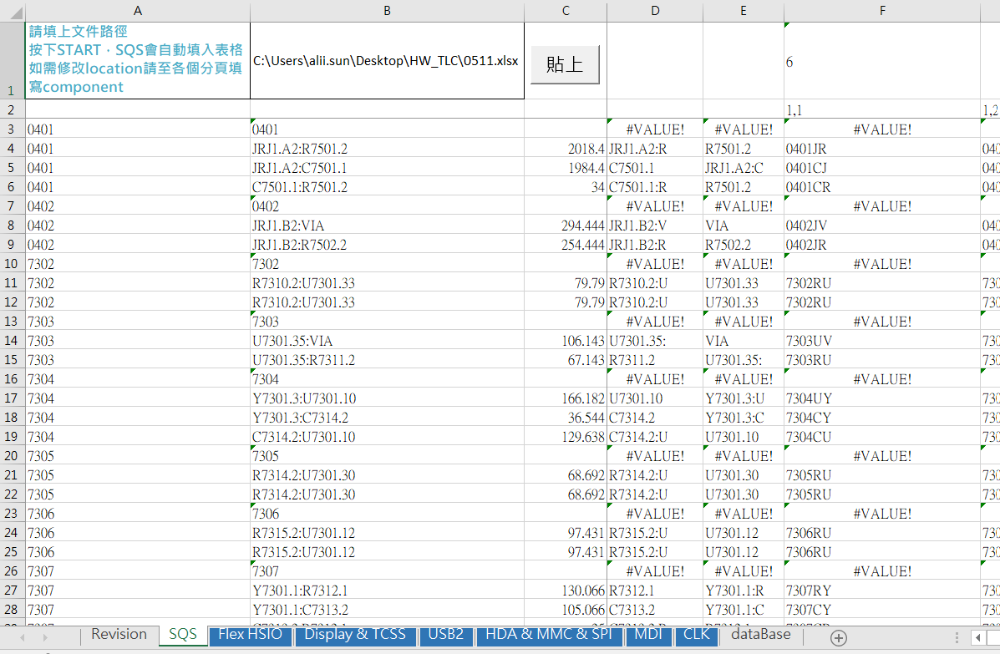 A B C D E F
1 請填上文件路徑
按下START，SQS會自動填入表格
如需修改location請至各個分頁填
寫component
C:\Users\alii.sun\Desktop\HW_TLC\0511.xlsx
貼上
6
2 1,1 1,2
3 0401 0401 #VALUE! #VALUE! #VALUE!
4 0401 JRJ1.A2:R7501.2 2018.4 JRJ1.A2:R R7501.2 0401JR 040
5 0401 JRJ1.A2:C7501.1 1984.4 C7501.1 JRJ1.A2:C 0401CJ 040
6 0401 C7501.1:R7501.2 34 C7501.1:R R7501.2 0401CR 040
7 0402 0402 #VALUE! #VALUE! #VALUE!
8 0402 JRJ1.B2:VIA 294.444 JRJ1.B2:V VIA 0402JV 040
9 0402 JRJ1.B2:R7502.2 254.444 JRJ1.B2:R R7502.2 0402JR 040
10 7302 7302 #VALUE! #VALUE! #VALUE!
11 7302 R7310.2:U7301.33 79.79 R7310.2:U U7301.33 7302RU 730
12 7302 R7310.2:U7301.33 79.79 R7310.2:U U7301.33 7302RU 730
13 7303 7303 #VALUE! #VALUE! #VALUE!
14 7303 U7301.35:VIA 106.143 U7301.35: VIA 7303UV 730
15 7303 U7301.35:R7311.2 67.143 R7311.2 U7301.35: 7303RU 730
16 7304 7304 #VALUE! #VALUE! #VALUE!
17 7304 Y7301.3:U7301.10 166.182 U7301.10 Y7301.3:U 7304UY 730
18 7304 Y7301.3:C7314.2 36.544 C7314.2 Y7301.3:C 7304CY 730
19 7304 C7314.2:U7301.10 129.638 C7314.2:U U7301.10 7304CU 730
20 7305 7305 #VALUE! #VALUE! #VALUE!
21 7305 R7314.2:U7301.30 68.692 R7314.2:U U7301.30 7305RU 730
22 7305 R7314.2:U7301.30 68.692 R7314.2:U U7301.30 7305RU 730
23 7306 7306 #VALUE! #VALUE! #VALUE!
24 7306 R7315.2:U7301.12 97.431 R7315.2:U U7301.12 7306RU 730
25 7306 R7315.2:U7301.12 97.431 R7315.2:U U7301.12 7306RU 730
26 7307 7307 #VALUE! #VALUE! #VALUE!
27 7307 Y7301.1:R7312.1 130.066 R7312.1 Y7301.1:R 7307RY 730
28 7307 Y7301.1:C7313.2 105.066 C7313.2 Y7301.1:C 7307CY 730
Revision SQS Flex HSIO Display & TCSS USB2 HDA & MMC & SPI MDI CLK dataBase